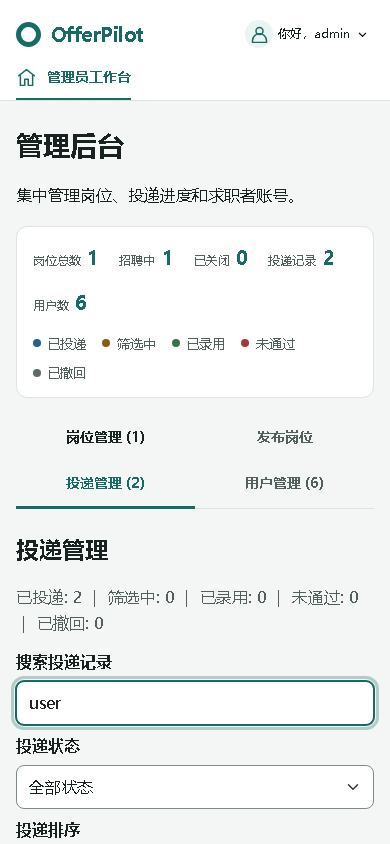 OfferPilot
你好，admin
管理员工作台
管理后台
集中管理岗位、投递进度和求职者账号。
岗位总数 1 招聘中 1 已关闭 0 投递记录 2
用户数 6
已投递 筛选中 已录用 未通过
已撤回
岗位管理 (1) 发布岗位
投递管理 (2) 用户管理 (6)
投递管理
已投递: 2 | 筛选中: 0 | 已录用: 0 | 未通过: 0
| 已撤回: 0
搜索投递记录
user
投递状态
全部状态
投递排序